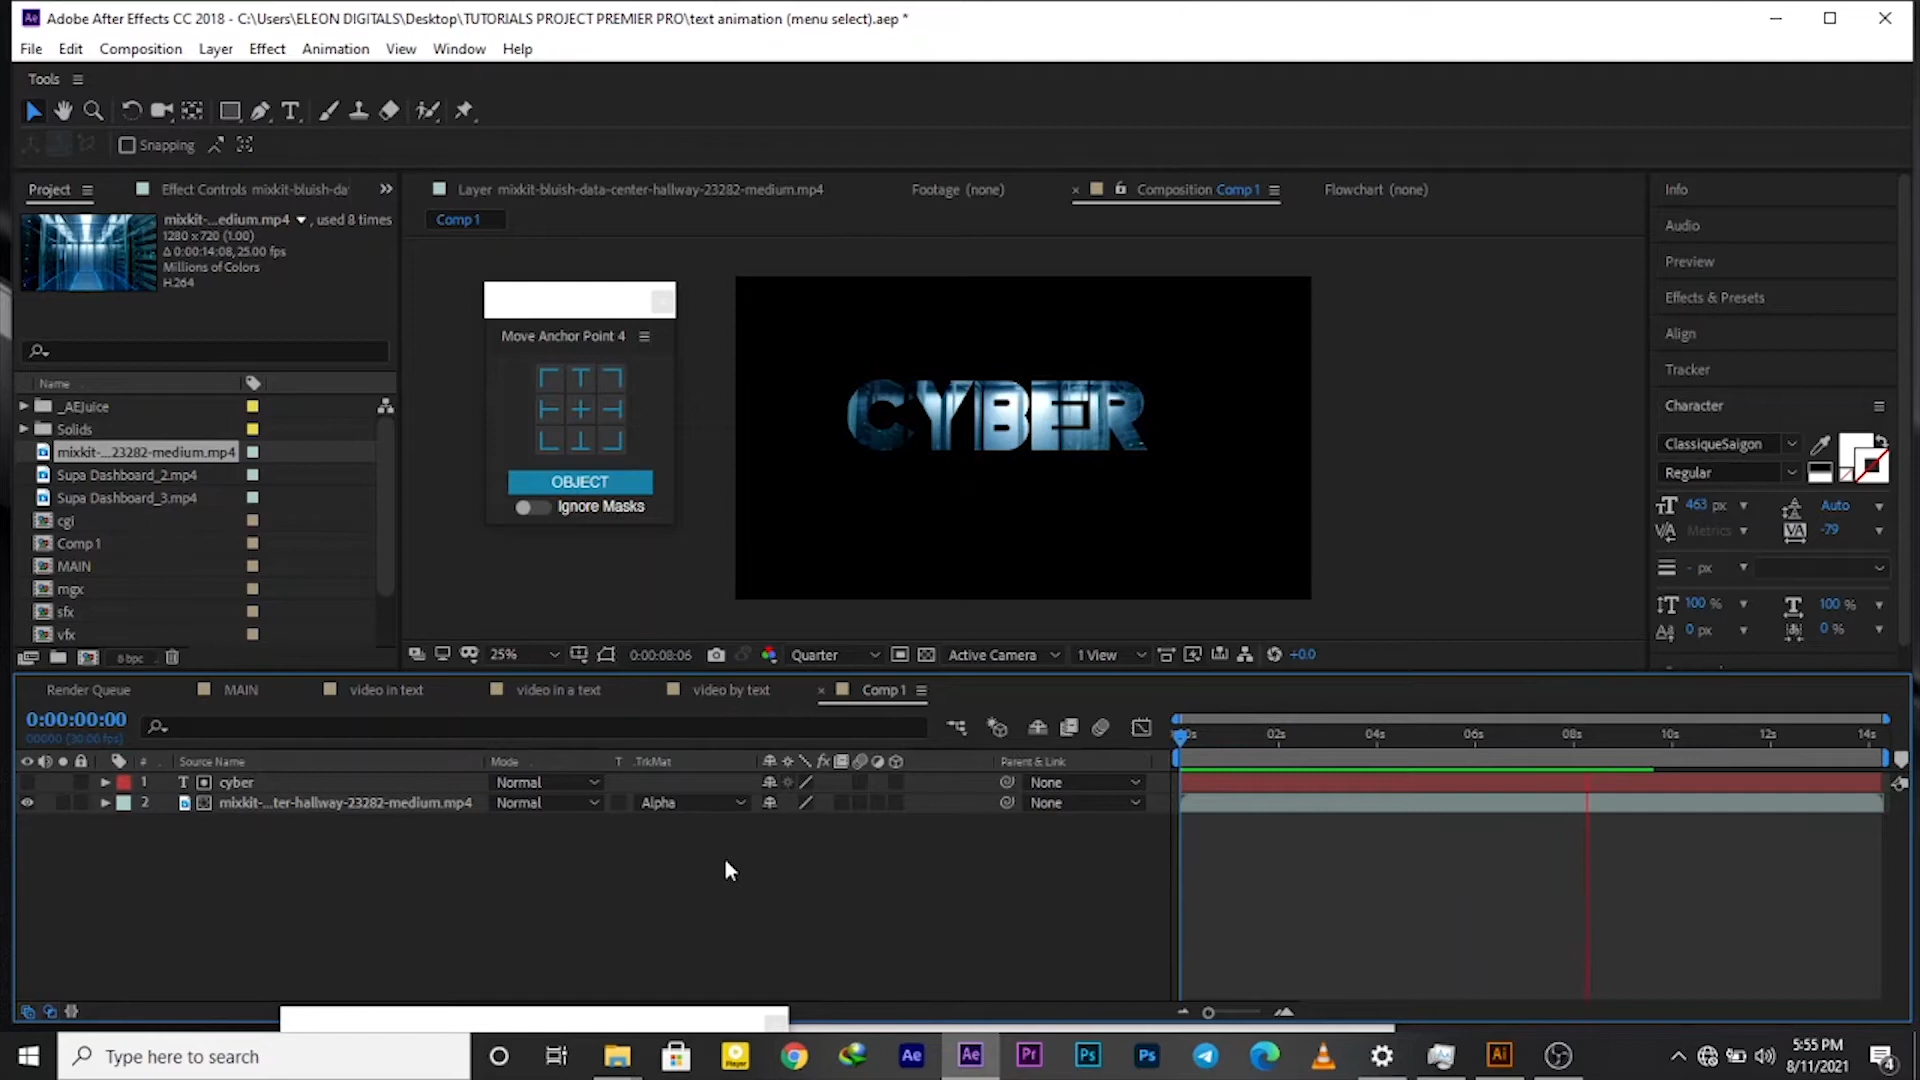 Adobe After Effects CC 2018 - C:\Users\ELEON DIGITALS\Desktop\TUTORIALS PROJECT PREMIER PRO\text animation (menu select).aep *
File Edit Composition Layer Effect Animation View Window Help
Tools
Snapping
Project Effect Controls mixkit-bluish-da
Layer mixkit-bluish-data-center-hallway-23282-medium.mp4 Footage (none) Composition Comp 1 Flowchart (none)
Comp 1
mixkit-...edium.mp4 , used 8 times
1280 x 720 (1.00)
Δ 0:00:14:08, 25.00 fps
Millions of Colors
H.264
Name
_AEJuice
Solids
mixkit-...23282-medium.mp4
Supa Dashboard_2.mp4
Supa Dashboard_3.mp4
cgi
Comp 1
MAIN
mgx
sfx
vfx
8 bpc
Move Anchor Point 4
OBJECT
Ignore Masks
CYBER
25% 0:00:08:06 Quarter Active Camera 1 View +0.0
Info
Audio
Preview
Effects & Presets
Align
Tracker
Character
ClassiqueSaigon
Regular
463 px Auto
Metrics -79
- px
100 % 100 %
0 px 0 %
Render Queue MAIN video in text video in a text video by text Comp 1
0:00:00:00
00000 (30.00 fps)
02s 04s 06s 08s 10s 12s 14s
# Source Name Mode T .TrkMat Parent & Link
1 T cyber Normal None
2 mixkit-...ter-hallway-23282-medium.mp4 Normal Alpha None
Type here to search
5:55 PM
8/11/2021
4